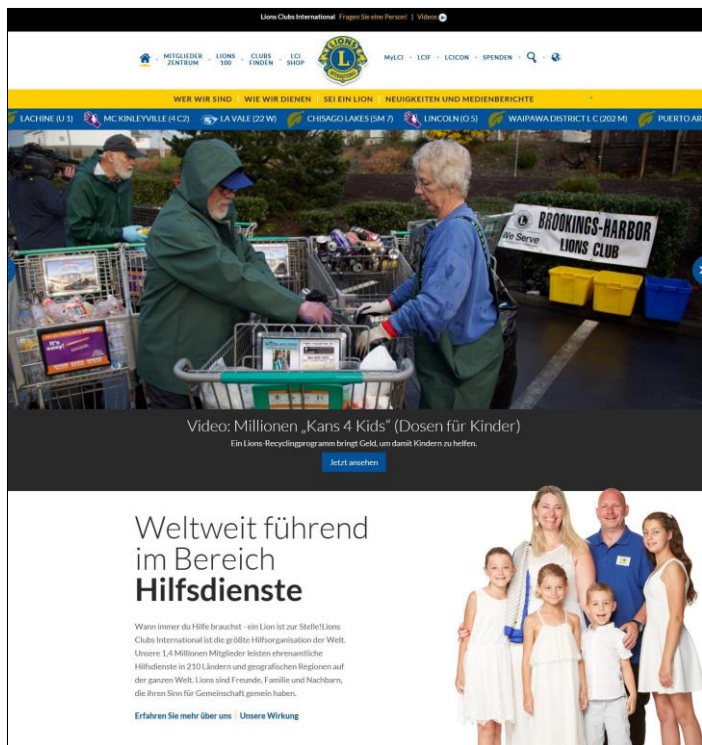 Lions Clubs International Fragen Sie eine Person! | Videos
MITGLIEDER ZENTRUM
LIONS 100
CLUBS FINDEN
LCI SHOP
LIONS
L
INTERNATIONAL
MyLCI
LCIF
LCICON
SPENDEN
WER WIR SIND | WIE WIR DIENEN | SEI EIN LION | NEUIGKEITEN UND MEDIENBERICHTE
LACHINE (U 1) MC KINLEYVILLE (4 C2) LA VALE (22 W) CHISAGO LAKES (5M 7) LINCOLN (O 5) WAIPAWA DISTRICT L C (202 M) PUERTO AR
BROOKINGS-HARBOR
LIONS CLUB
We Serve
It's easy!
Video: Millionen „Kans 4 Kids“ (Dosen für Kinder)
Ein Lions-Recyclingprogramm bringt Geld, um damit Kindern zu helfen.
Jetzt ansehen
Weltweit führend
im Bereich
Hilfsdienste
Wann immer du Hilfe brauchst - ein Lion ist zur Stelle!Lions
Clubs International ist die größte Hilfsorganisation der Welt.
Unsere 1,4 Millionen Mitglieder leisten ehrenamtliche
Hilfsdienste in 210 Ländern und geografischen Regionen auf
der ganzen Welt. Lions sind Freunde, Familie und Nachbarn,
die ihren Sinn für Gemeinschaft gemein haben.
Erfahren Sie mehr über uns | Unsere Wirkung